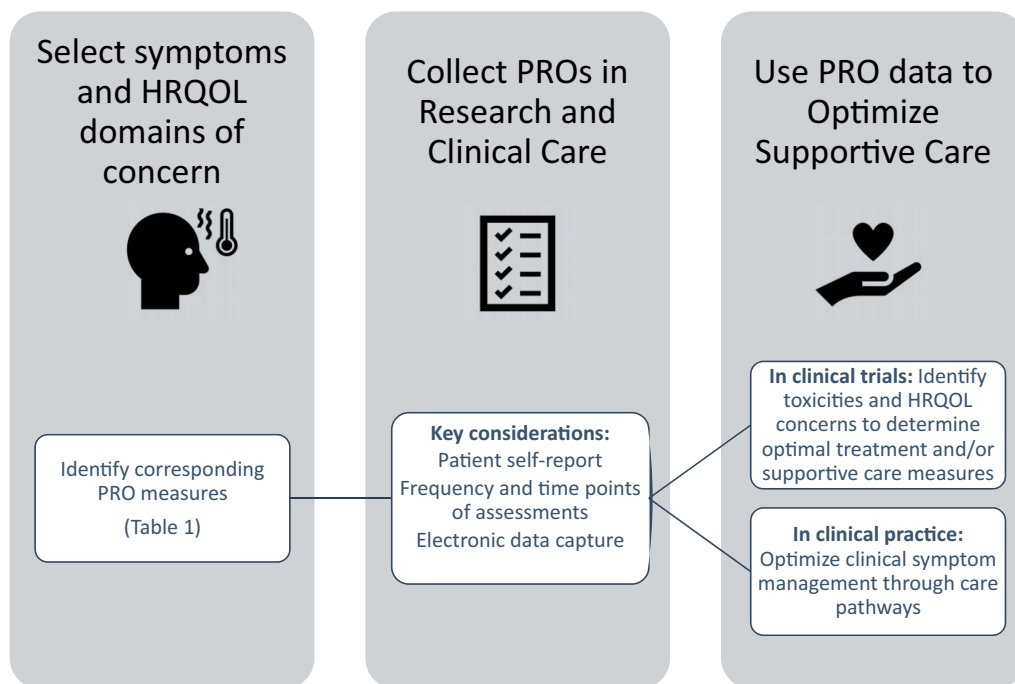 Select symptoms
and HRQOL
domains of
concern
Identify corresponding
PRO measures
(Table 1)
Collect PROs in
Research and
Clinical Care
Key considerations:
Patient self-report
Frequency and time points
of assessments
Electronic data capture
Use PRO data to
Optimize
Supportive Care
In clinical trials: Identify
toxicities and HRQOL
concerns to determine
optimal treatment and/or
supportive care measures
In clinical practice:
Optimize clinical symptom
management through care
pathways